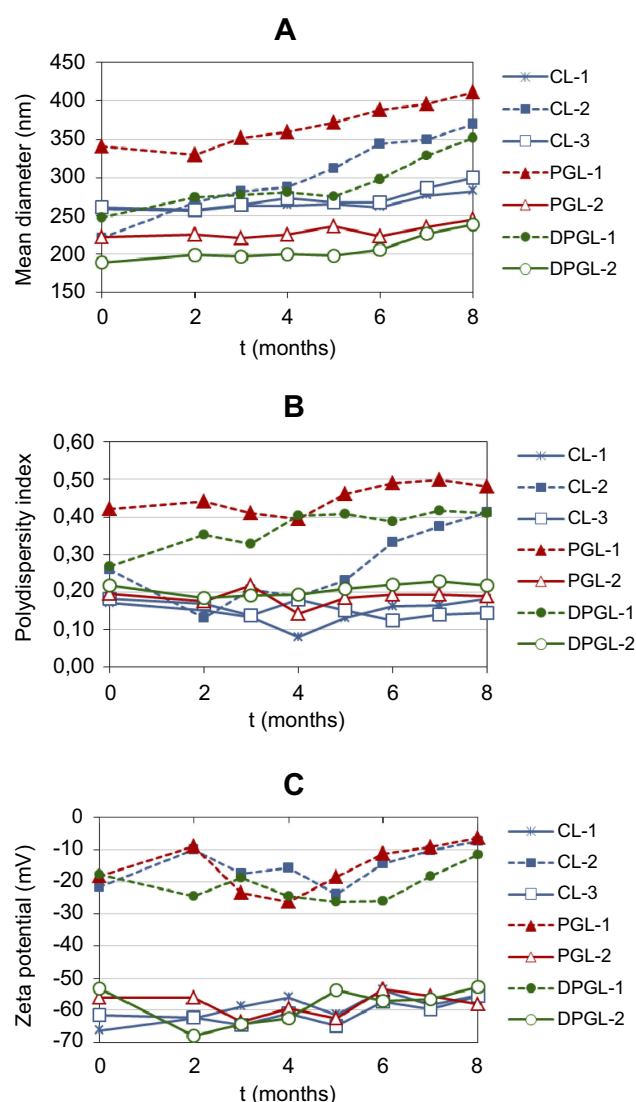 A
Mean diameter (nm)
450
400
350
300
250
200
150
0 2 4 6 8
t (months)
CL-1
CL-2
CL-3
PGL-1
PGL-2
DPGL-1
DPGL-2
B
Polydispersity index
0,60
0,50
0,40
0,30
0,20
0,10
0,00
0 2 4 6 8
t (months)
CL-1
CL-2
CL-3
PGL-1
PGL-2
DPGL-1
DPGL-2
C
Zeta potential (mV)
0
-10
-20
-30
-40
-50
-60
-70
0 2 4 6 8
t (months)
CL-1
CL-2
CL-3
PGL-1
PGL-2
DPGL-1
DPGL-2